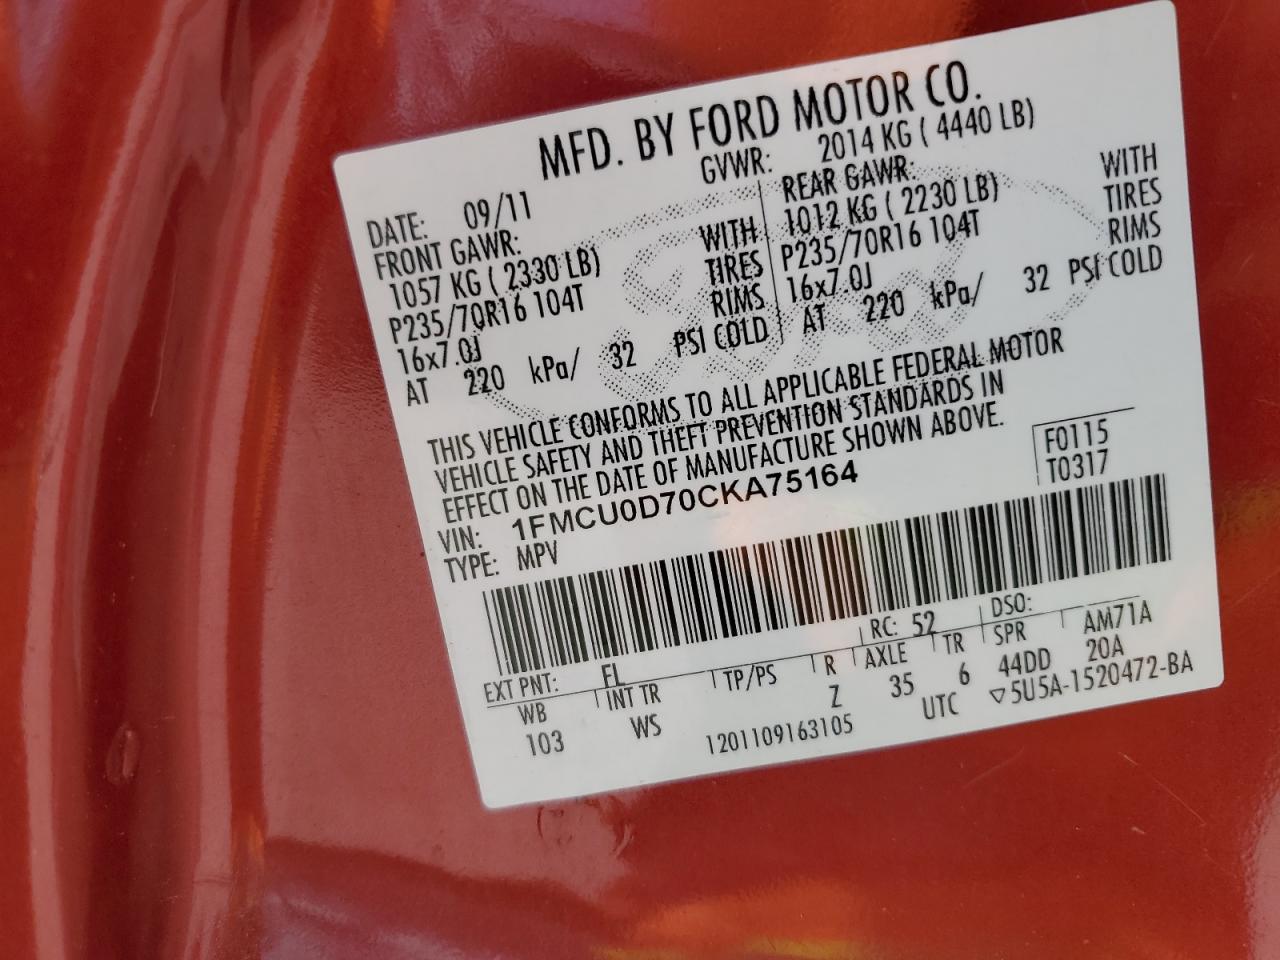 MFD. BY FORD MOTOR CO.
DATE: 09/11 GVWR: 2014 KG ( 4440 LB)
FRONT GAWR: REAR GAWR:
1057 KG ( 2330 LB) WITH 1012 KG ( 2230 LB) WITH
P235/70R16 104T TIRES P235/70R16 104T TIRES
16x7.0J RIMS 16x7.0J RIMS
AT 220 kPa/ 32 PSI COLD AT 220 kPa/ 32 PSI COLD
THIS VEHICLE CONFORMS TO ALL APPLICABLE FEDERAL MOTOR
VEHICLE SAFETY AND THEFT PREVENTION STANDARDS IN
EFFECT ON THE DATE OF MANUFACTURE SHOWN ABOVE.
F0115
VIN: 1FMCU0D70CKA75164 T0317
TYPE: MPV
EXT PNT: FL RC: 52 DSO:
WB INT TR TP/PS R AXLE TR SPR AM71A
103 WS Z 35 6 44DD 20A
1201109163105 UTC ▽5U5A-1520472-BA